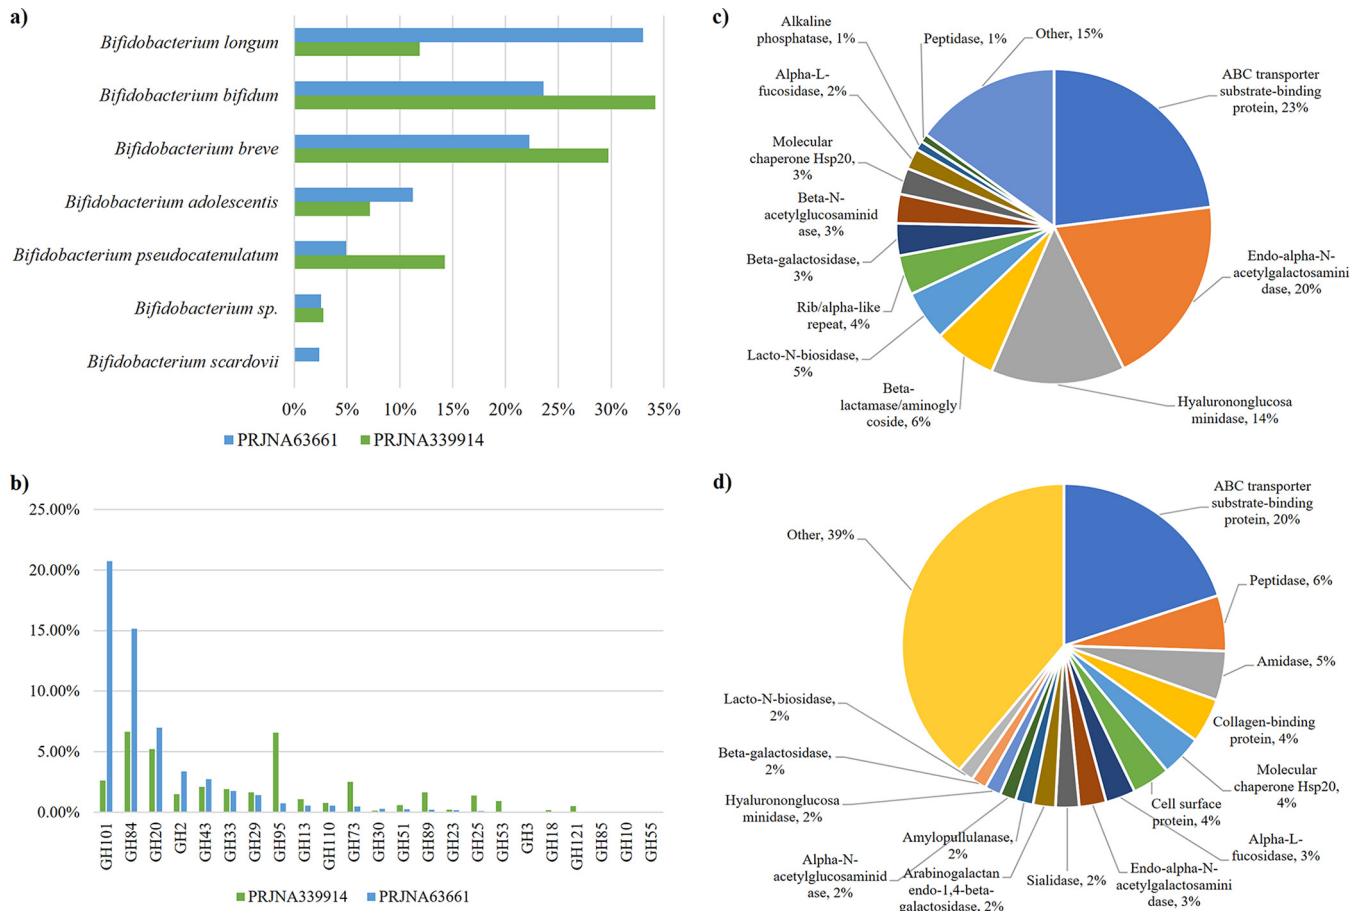 a)
Bifidobacterium longum
Bifidobacterium bifidum
Bifidobacterium breve
Bifidobacterium adolescentis
Bifidobacterium pseudocatenulatum
Bifidobacterium sp.
Bifidobacterium scardovii
0% 5% 10% 15% 20% 25% 30% 35%
PRJNA63661 PRJNA339914
b)
25.00%
20.00%
15.00%
10.00%
5.00%
0.00%
GH101
GH84
GH20
GH2
GH43
GH33
GH29
GH95
GH13
GH110
GH73
GH30
GH51
GH89
GH23
GH25
GH53
GH3
GH18
GH121
GH85
GH10
GH55
PRJNA339914 PRJNA63661
c)
Alkaline
phosphatase, 1%
Peptidase, 1%
Other, 15%
ABC transporter
substrate-binding
protein, 23%
Alpha-L-
fucosidase, 2%
Molecular
chaperone Hsp20,
3%
Beta-N-
acetylglucosaminid
ase, 3%
Beta-galactosidase,
3%
Rib/alpha-like
repeat, 4%
Lacto-N-biosidase,
5%
Beta-
lactamase/aminogly
coside, 6%
Endo-alpha-N-
acetylgalactosamini
dase, 20%
Hyalurononglucosa
minidase, 14%
d)
ABC transporter
substrate-binding
protein, 20%
Other, 39%
Peptidase, 6%
Amidase, 5%
Collagen-binding
protein, 4%
Molecular
chaperone Hsp20,
4%
Cell surface
protein, 4%
Alpha-L-
fucosidase, 3%
Endo-alpha-N-
acetylgalactosamini
dase, 3%
Sialidase, 2%
Arabinogalactan
endo-1,4-beta-
galactosidase, 2%
Amylopullulanase,
2%
Alpha-N-
acetylglucosaminid
ase, 2%
Hyalurononglucosa
minidase, 2%
Beta-galactosidase,
2%
Lacto-N-biosidase,
2%